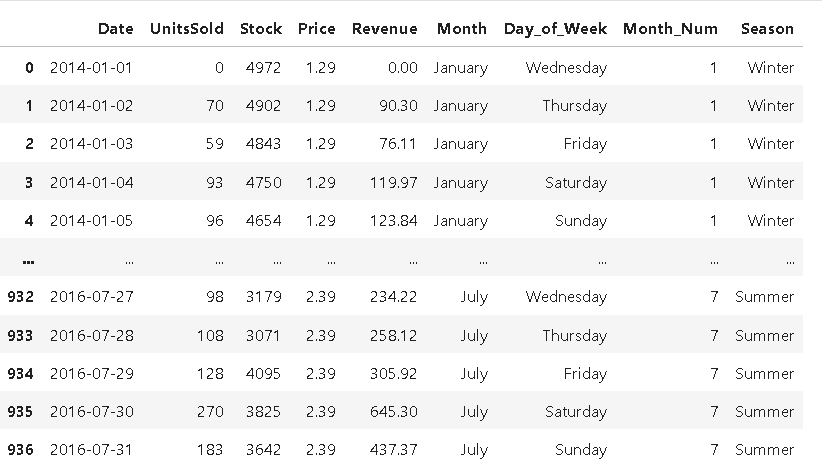 Date UnitsSold Stock Price Revenue Month Day_of_Week Month_Num Season
0 2014-01-01 0 4972 1.29 0.00 January Wednesday 1 Winter
1 2014-01-02 70 4902 1.29 90.30 January Thursday 1 Winter
2 2014-01-03 59 4843 1.29 76.11 January Friday 1 Winter
3 2014-01-04 93 4750 1.29 119.97 January Saturday 1 Winter
4 2014-01-05 96 4654 1.29 123.84 January Sunday 1 Winter
... ... ... ... ... ... ... ... ... ...
932 2016-07-27 98 3179 2.39 234.22 July Wednesday 7 Summer
933 2016-07-28 108 3071 2.39 258.12 July Thursday 7 Summer
934 2016-07-29 128 4095 2.39 305.92 July Friday 7 Summer
935 2016-07-30 270 3825 2.39 645.30 July Saturday 7 Summer
936 2016-07-31 183 3642 2.39 437.37 July Sunday 7 Summer